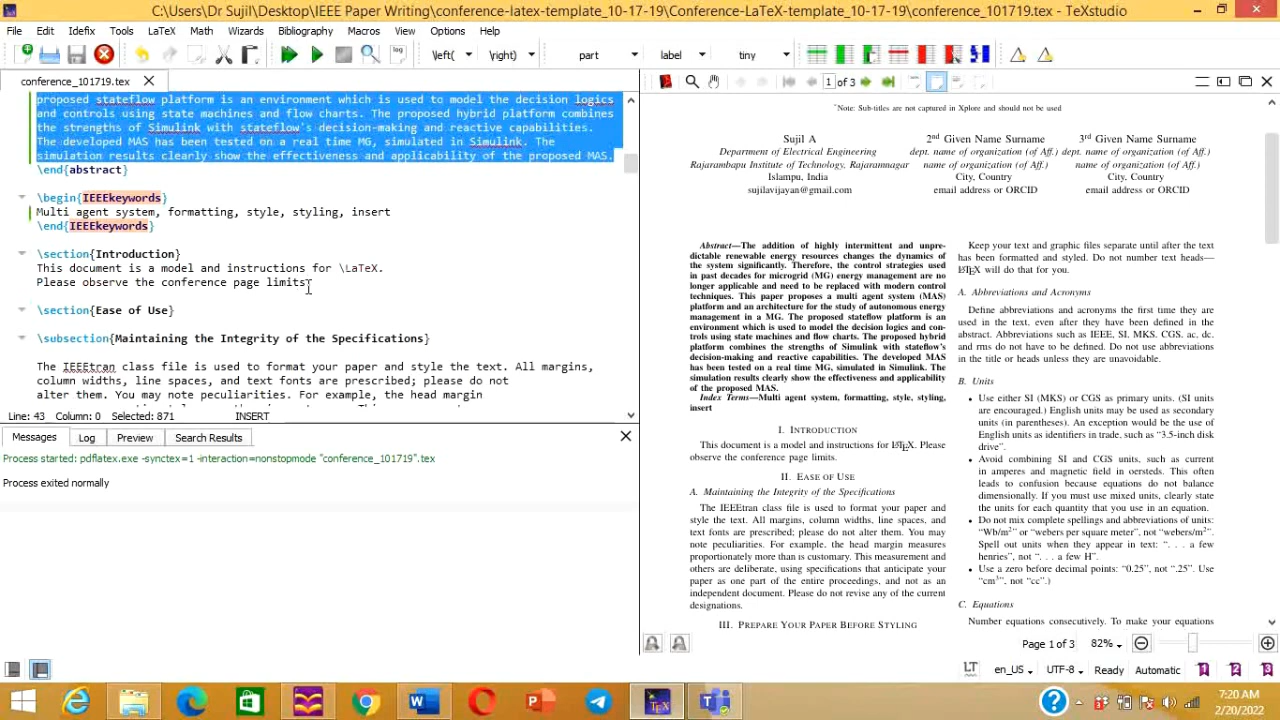 C:\Users\Dr Sujil\Desktop\IEEE Paper Writing\conference-latex-template_10-17-19\Conference-LaTeX-template_10-17-19\conference_101719.tex - TeXstudio
File Edit Idefix Tools LaTeX Math Wizards Bibliography Macros View Options Help
log \left( \right) part label tiny
conference_101719.tex 1 of 3
proposed stateflow platform is an environment which is used to model the decision logics
and controls using state machines and flow charts. The proposed hybrid platform combines
the strengths of Simulink with stateflow's decision-making and reactive capabilities.
The developed MAS has been tested on a real time MG, simulated in Simulink. The
simulation results clearly show the effectiveness and applicability of the proposed MAS.
\end{abstract}
\begin{IEEEkeywords}
Multi agent system, formatting, style, styling, insert
\end{IEEEkeywords}
\section{Introduction}
This document is a model and instructions for \LaTeX.
Please observe the conference page limits.
\section{Ease of Use}
\subsection{Maintaining the Integrity of the Specifications}
The IEEEtran class file is used to format your paper and style the text. All margins,
column widths, line spaces, and text fonts are prescribed; please do not
alter them. You may note peculiarities. For example, the head margin
Line: 43 Column: 0 Selected: 871 INSERT
Messages Log Preview Search Results
Process started: pdflatex.exe -synctex=1 -interaction=nonstopmode "conference_101719".tex
Process exited normally
*Note: Sub-titles are not captured in Xplore and should not be used
Sujil A
Department of Electrical Engineering
Rajarambapu Institute of Technology, Rajaramnagar
Islampu, India
sujilavijayan@gmail.com
2nd Given Name Surname
dept. name of organization (of Aff.)
name of organization (of Aff.)
City, Country
email address or ORCID
3rd Given Name Surname
dept. name of organization (of Aff.)
name of organization (of Aff.)
City, Country
email address or ORCID
Abstract—The addition of highly intermittent and unpre-
dictable renewable energy resources changes the dynamics of
the system significantly. Therefore, the control strategies used
in past decades for microgrid (MG) energy management are no
longer applicable and need to be replaced with modern control
techniques. This paper proposes a multi agent system (MAS)
platform and an architecture for the study of autonomous energy
management in a MG. The proposed stateflow platform is an
environment which is used to model the decision logics and con-
trols using state machines and flow charts. The proposed hybrid
platform combines the strengths of Simulink with stateflow's
decision-making and reactive capabilities. The developed MAS
has been tested on a real time MG, simulated in Simulink. The
simulation results clearly show the effectiveness and applicability
of the proposed MAS.
Index Terms—Multi agent system, formatting, style, styling,
insert
I. Introduction
This document is a model and instructions for LaTeX. Please
observe the conference page limits.
II. Ease of Use
A. Maintaining the Integrity of the Specifications
The IEEEtran class file is used to format your paper and
style the text. All margins, column widths, line spaces, and
text fonts are prescribed; please do not alter them. You may
note peculiarities. For example, the head margin measures
proportionately more than is customary. This measurement and
others are deliberate, using specifications that anticipate your
paper as one part of the entire proceedings, and not as an
independent document. Please do not revise any of the current
designations.
III. Prepare Your Paper Before Styling
Keep your text and graphic files separate until after the text
has been formatted and styled. Do not number text heads—
LaTeX will do that for you.
A. Abbreviations and Acronyms
Define abbreviations and acronyms the first time they are
used in the text, even after they have been defined in the
abstract. Abbreviations such as IEEE, SI, MKS, CGS, ac, dc,
and rms do not have to be defined. Do not use abbreviations
in the title or heads unless they are unavoidable.
B. Units
• Use either SI (MKS) or CGS as primary units. (SI units
are encouraged.) English units may be used as secondary
units (in parentheses). An exception would be the use of
English units as identifiers in trade, such as “3.5-inch disk
drive”.
• Avoid combining SI and CGS units, such as current
in amperes and magnetic field in oersteds. This often
leads to confusion because equations do not balance
dimensionally. If you must use mixed units, clearly state
the units for each quantity that you use in an equation.
• Do not mix complete spellings and abbreviations of units:
“Wb/m2” or “webers per square meter”, not “webers/m2”.
Spell out units when they appear in text: “. . . a few
henries”, not “. . . a few H”.
• Use a zero before decimal points: “0.25”, not “.25”. Use
“cm3”, not “cc”.)
C. Equations
Number equations consecutively. To make your equations
Page 1 of 3 82%
LT en_US UTF-8 Ready Automatic 1 2 3
7:20 AM
2/20/2022